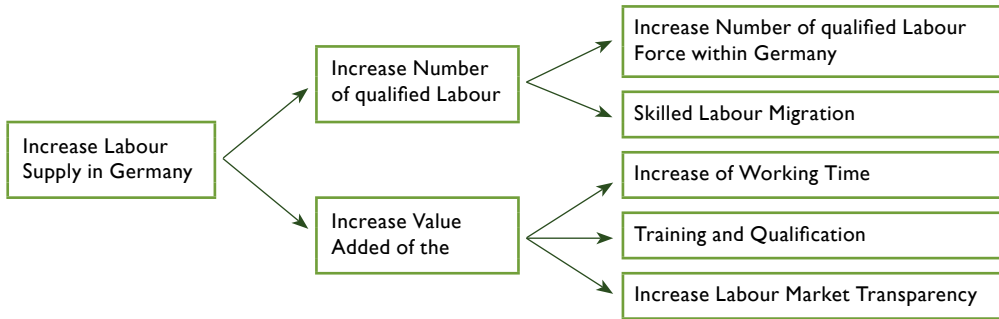 Increase Labour
Supply in Germany
Increase Number
of qualified Labour
Increase Value
Added of the
Increase Number of qualified Labour
Force within Germany
Skilled Labour Migration
Increase of Working Time
Training and Qualification
Increase Labour Market Transparency